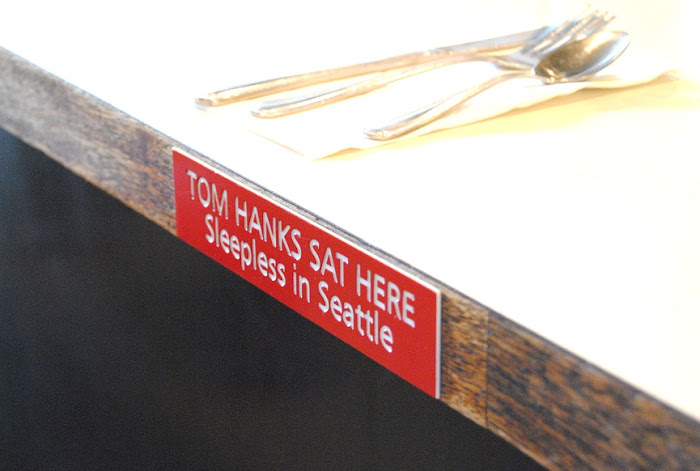 TOM HANKS SAT HERE
Sleepless in Seattle